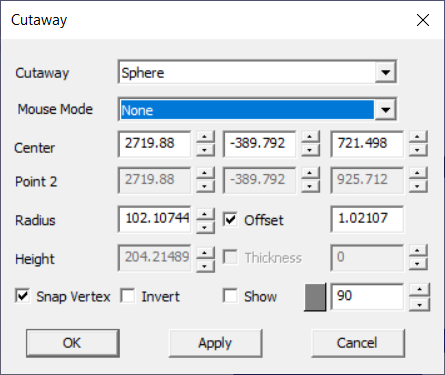 Cutaway
Cutaway Sphere
Mouse Mode None
Center 2719.88 -389.792 721.498
Point 2 2719.88 -389.792 925.712
Radius 102.10744 Offset 1.02107
Height 204.21489 Thickness 0
Snap Vertex Invert Show 90
OK Apply Cancel